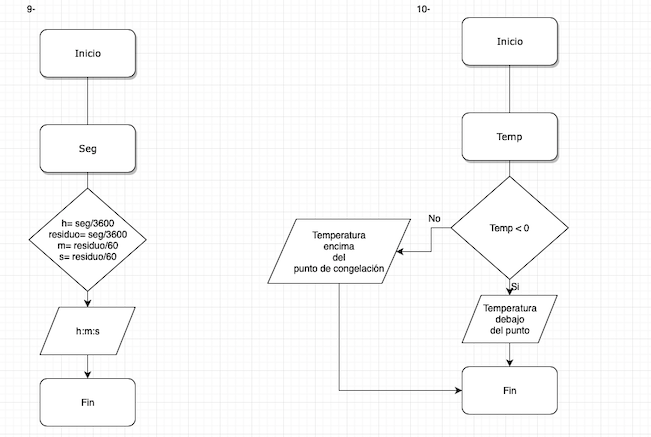 9-
Inicio
Seg
h= seg/3600
residuo= seg/3600
m= residuo/60
s= residuo/60
h:m:s
Fin
10-
Inicio
Temp
Temp < 0
No
Temperatura
encima
del
punto de congelación
Si
Temperatura
debajo
del punto
Fin